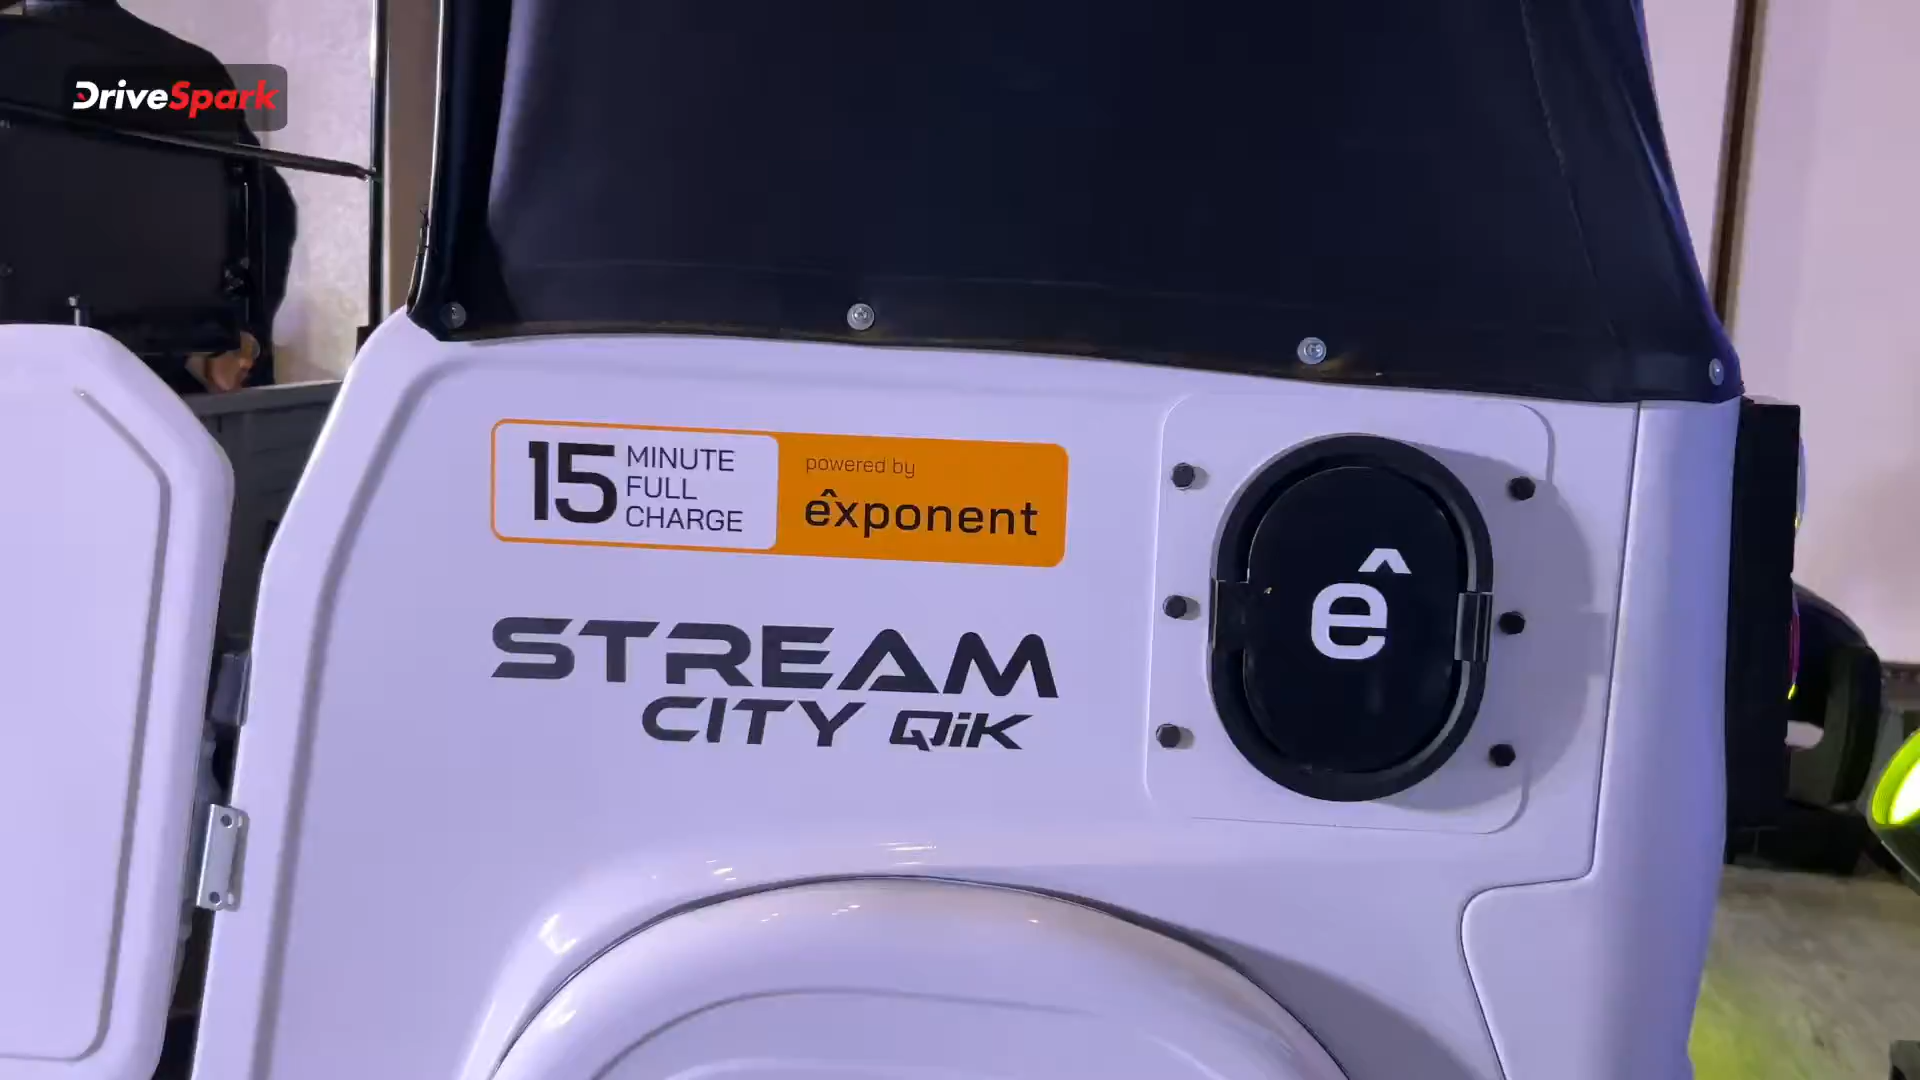 DriveSpark
15 MINUTE
FULL
CHARGE
powered by
êxponent
ê
STREAM
CITY QiK